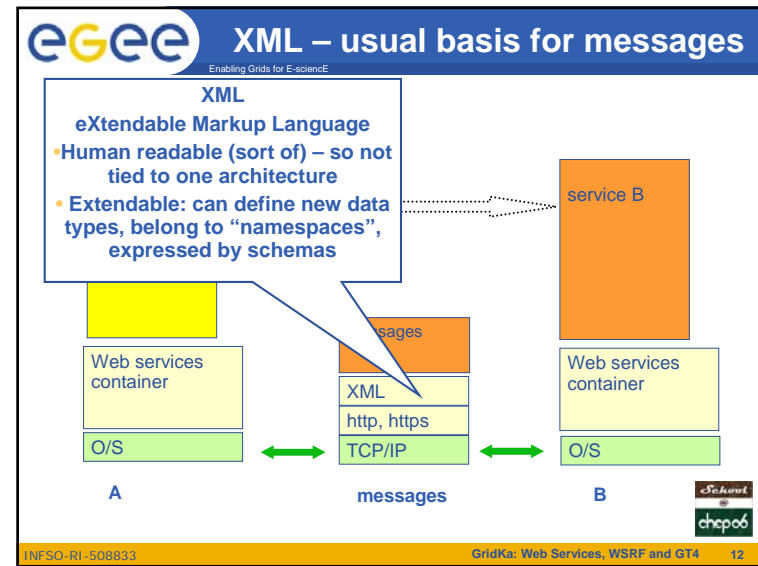 egee
XML – usual basis for messages
Enabling Grids for E-sciencE
XML
eXtendable Markup Language
•Human readable (sort of) – so not
tied to one architecture
• Extendable: can define new data
types, belong to “namespaces”,
expressed by schemas
service B
Web services
container
O/S
XML
http, https
TCP/IP
Web services
container
O/S
A
messages
B
School
@
chep06
INFSO-RI-508833
GridKa: Web Services, WSRF and GT4 12